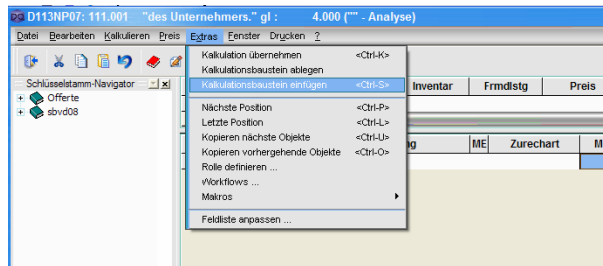 D113NP07: 111.001 "des Unternehmers." gl : 4.000 ("" - Analyse)
Datei Bearbeiten Kalkulieren Preis Extras Fenster Drucken ?
Schlüsselstamm-Navigator
Offerte
sbvd08
Kalkulation übernehmen <Ctrl-K>
Kalkulationsbaustein ablegen
Kalkulationsbaustein einfügen <Ctrl-S>
Nächste Position <Ctrl-P>
Letzte Position <Ctrl-L>
Kopieren nächste Objekte <Ctrl-U>
Kopieren vorhergehende Objekte <Ctrl-O>
Rolle definieren ...
Workflows ...
Makros
Feldliste anpassen ...
Inventar Frmdlstg Preis
ng ME Zurechart M